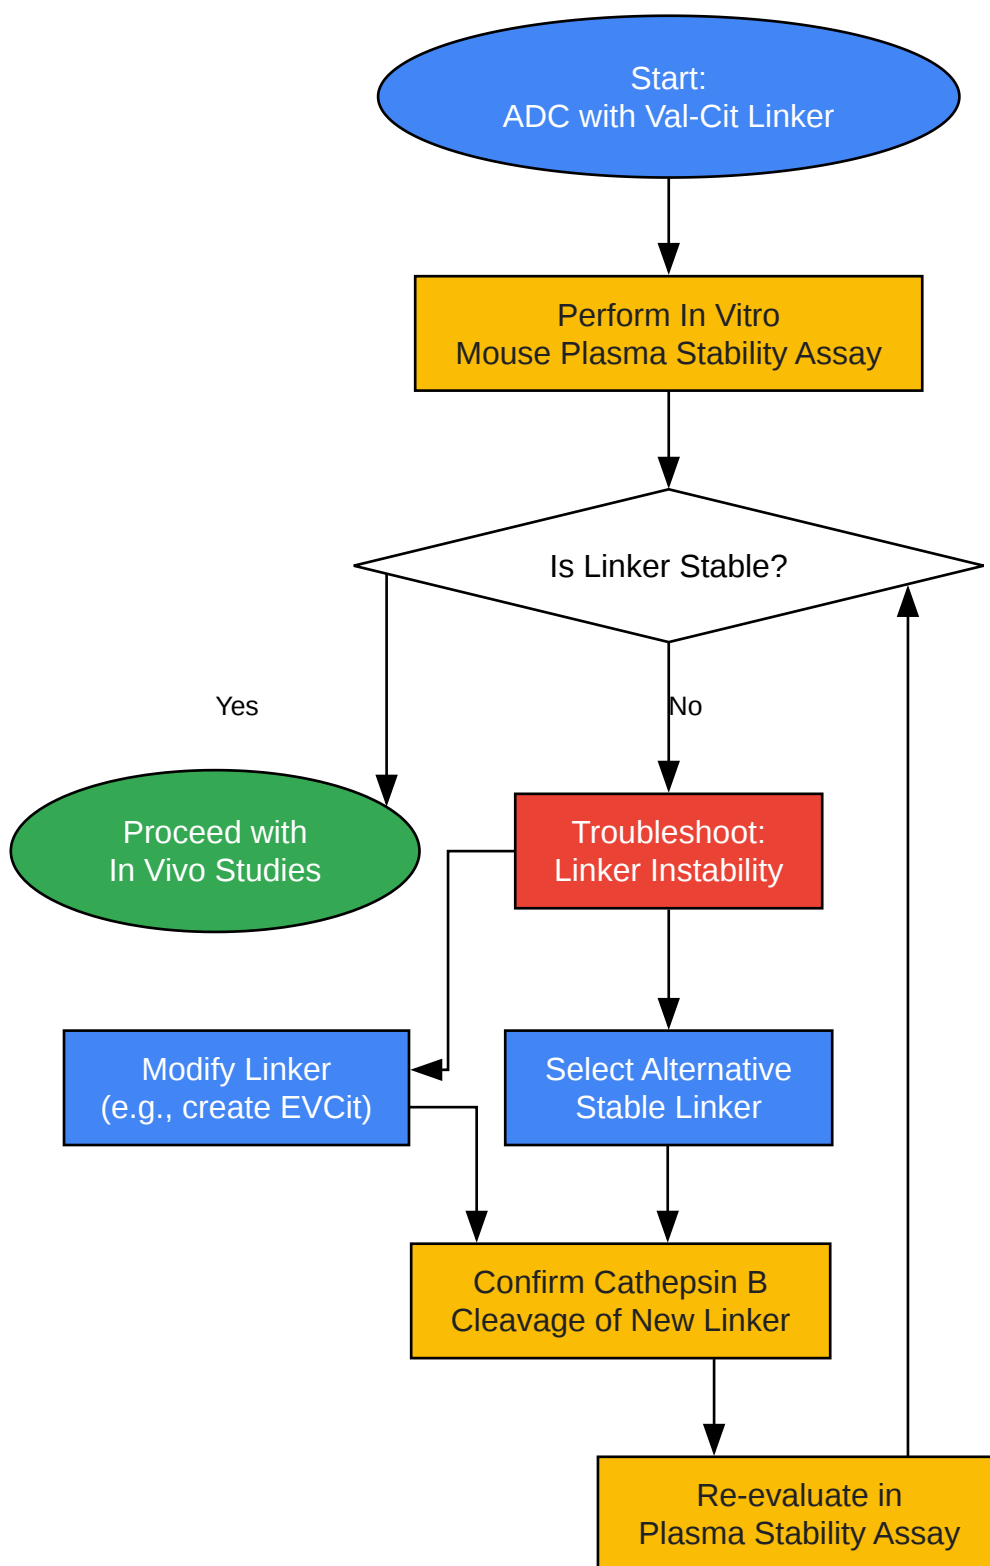 Start:
ADC with Val-Cit Linker
Perform In Vitro
Mouse Plasma Stability Assay
Is Linker Stable?
Yes
No
Proceed with
In Vivo Studies
Troubleshoot:
Linker Instability
Modify Linker
(e.g., create EVCit)
Select Alternative
Stable Linker
Confirm Cathepsin B
Cleavage of New Linker
Re-evaluate in
Plasma Stability Assay